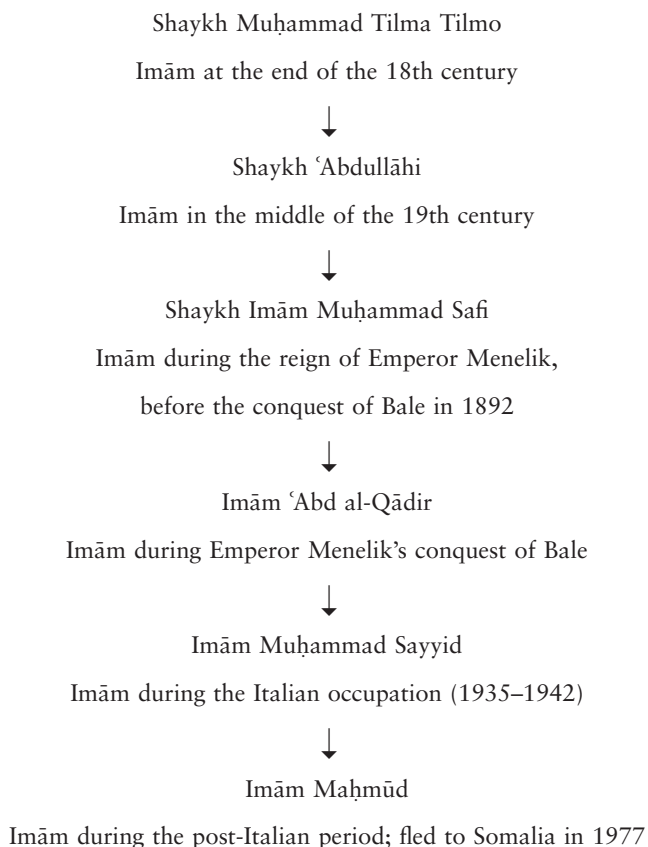 Shaykh Muḥammad Tilma Tilmo
Imām at the end of the 18th century
↓
Shaykh ʿAbdullāhi
Imām in the middle of the 19th century
↓
Shaykh Imām Muḥammad Safi
Imām during the reign of Emperor Menelik,
before the conquest of Bale in 1892
↓
Imām ʿAbd al-Qādir
Imām during Emperor Menelik’s conquest of Bale
↓
Imām Muḥammad Sayyid
Imām during the Italian occupation (1935–1942)
↓
Imām Maḥmūd
Imām during the post-Italian period; fled to Somalia in 1977